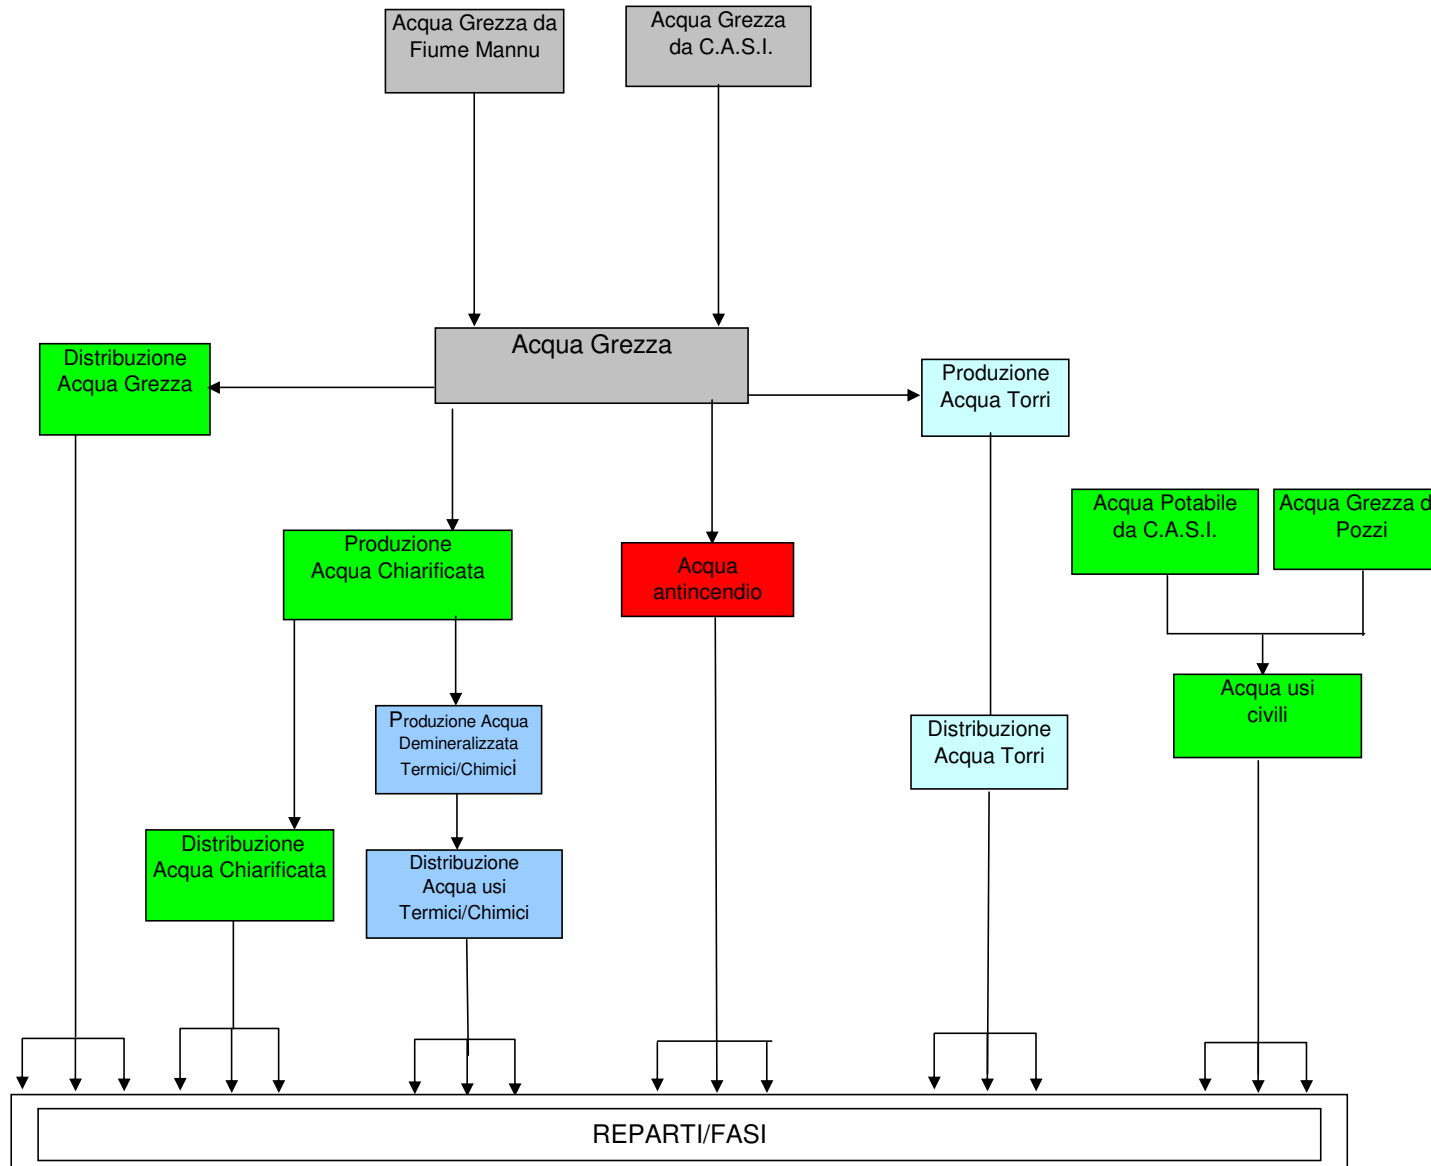 Acqua Grezza da
Fiume Mannu
Acqua Grezza
da C.A.S.I.
Acqua Grezza
Distribuzione
Acqua Grezza
Produzione
Acqua Torri
Acqua Potabile
da C.A.S.I.
Acqua Grezza d
Pozzi
Produzione
Acqua Chiarificata
Acqua
antincendio
Acqua usi
civili
Produzione Acqua
Demineralizzata
Termici/Chimici
Distribuzione
Acqua Torri
Distribuzione
Acqua Chiarificata
Distribuzione
Acqua usi
Termici/Chimici
REPARTI/FASI